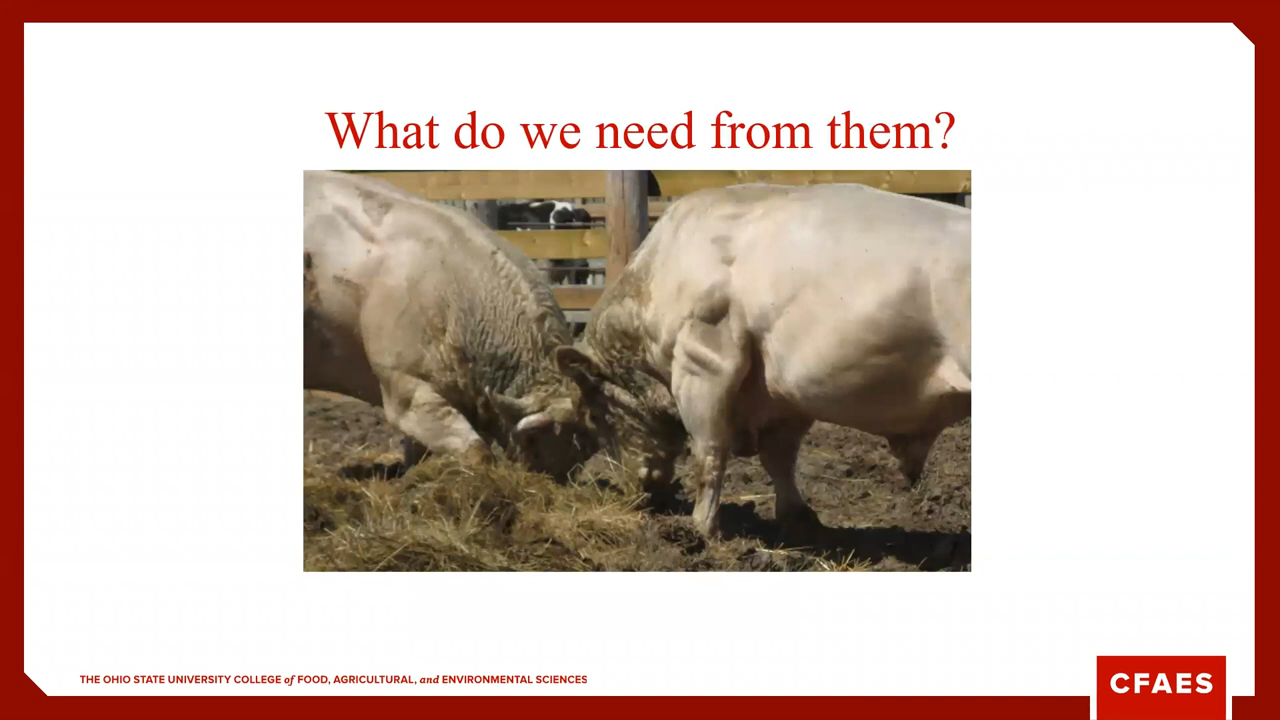 What do we need from them?
THE OHIO STATE UNIVERSITY COLLEGE of FOOD, AGRICULTURAL, and ENVIRONMENTAL SCIENCES
CFAES